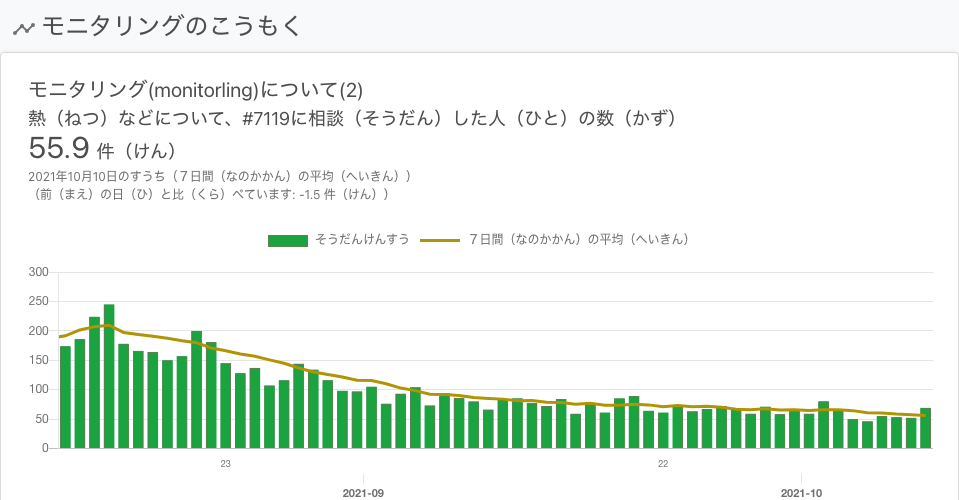 モニタリングのこうもく
モニタリング(monitorling)について(2)
熱（ねつ）などについて、#7119に相談（そうだん）した人（ひと）の数（かず）
55.9 件（けん）
2021年10月10日のすうち（７日間（なのかかん）の平均（へいきん））
（前（まえ）の日（ひ）と比（くら）べています: -1.5 件（けん））
そうだんけんすう ７日間（なのかかん）の平均（へいきん）
300
250
200
150
100
50
0
23 22
2021-09 2021-10